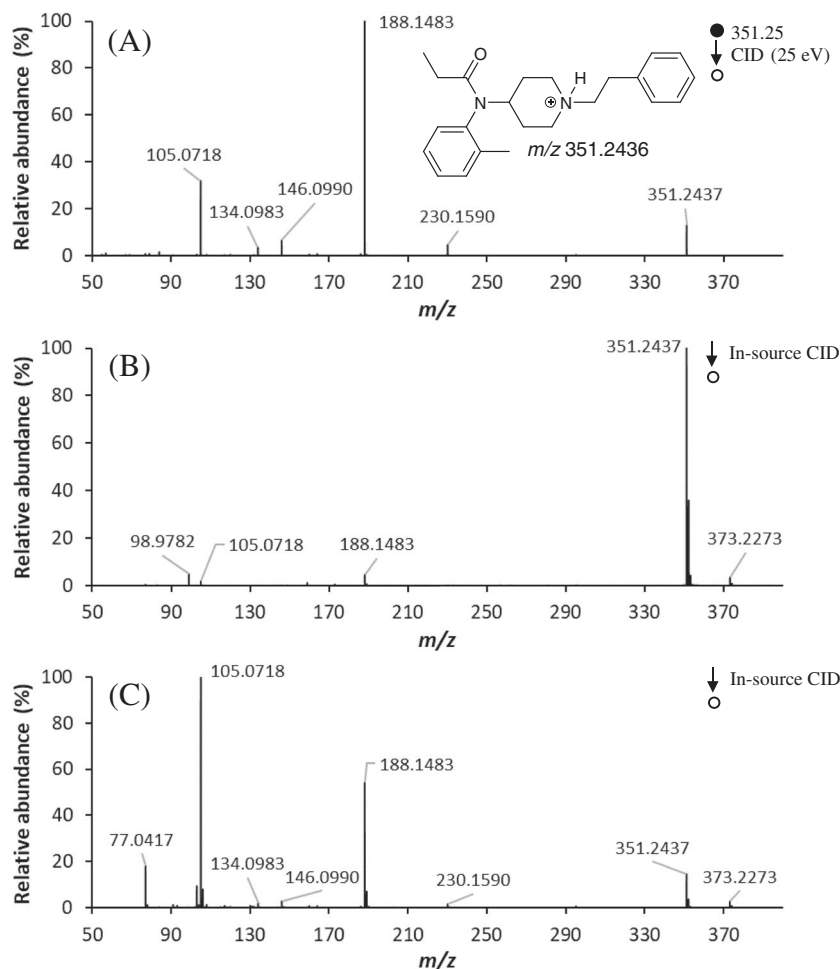 (A)
188.1483
105.0718
134.0983
146.0990
230.1590
351.2437
O
N
H
N
⊕
m/z 351.2436
351.25
CID (25 eV)
Relative abundance (%)
100
80
60
40
20
0
50 90 130 170 210 250 290 330 370
m/z
(B)
351.2437
98.9782
105.0718
188.1483
373.2273
In-source CID
Relative abundance (%)
100
80
60
40
20
0
50 90 130 170 210 250 290 330 370
m/z
(C)
105.0718
77.0417
134.0983
146.0990
188.1483
230.1590
351.2437
373.2273
In-source CID
Relative abundance (%)
100
80
60
40
20
0
50 90 130 170 210 250 290 330 370
m/z